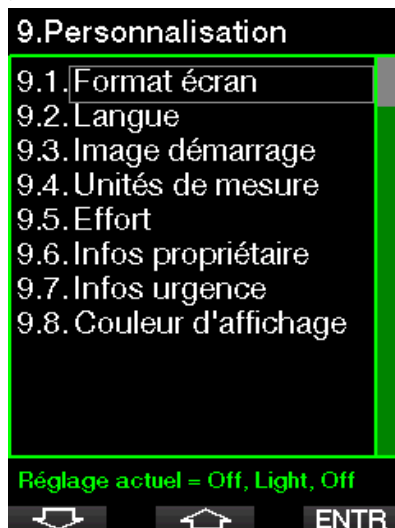 9.Personnalisation
9.1. Format écran
9.2. Langue
9.3. Image démarrage
9.4. Unités de mesure
9.5. Effort
9.6. Infos propriétaire
9.7. Infos urgence
9.8. Couleur d'affichage
Réglage actuel = Off, Light, Off
ENTR